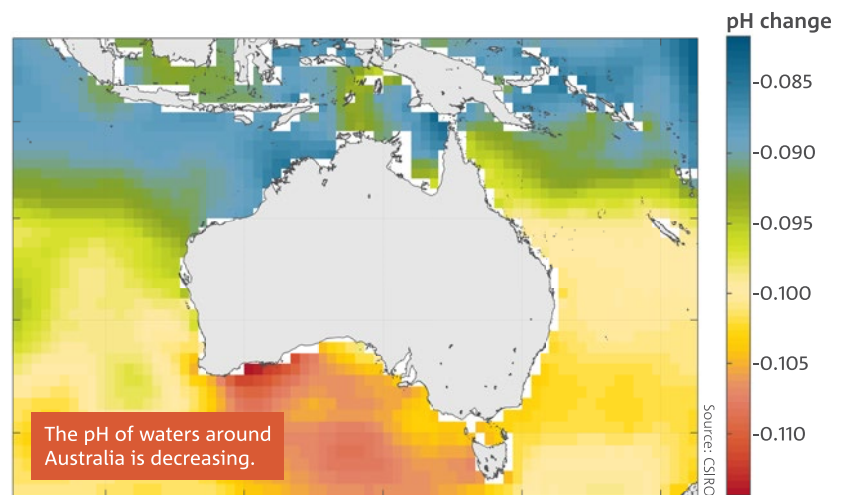 pH change
-0.085
-0.090
-0.095
-0.100
-0.105
-0.110
The pH of waters around
Australia is decreasing.
Source: CSIRO